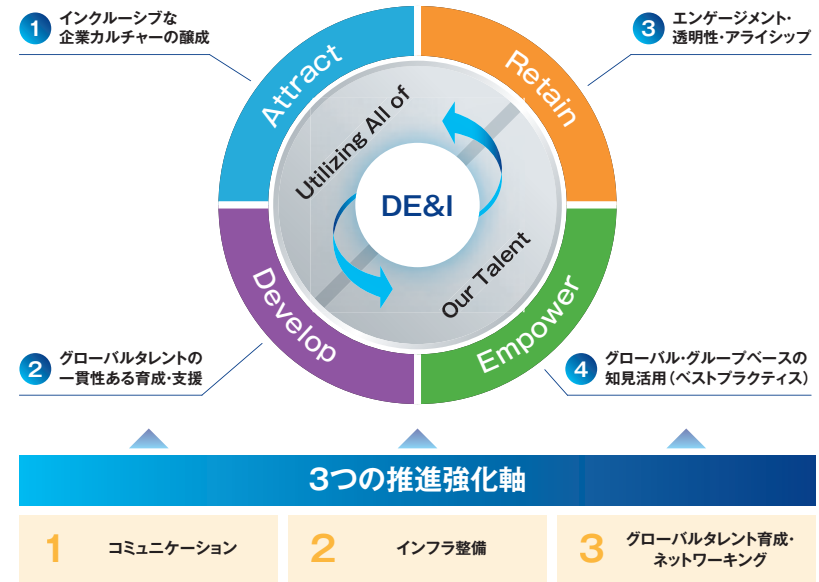 1
インクルーシブな
企業カルチャーの醸成
3
エンゲージメント・
透明性・アライシップ
Attract
Retain
Utilizing All of
DE&I
Our Talent
Develop
Empower
2
グローバルタレントの
一貫性ある育成・支援
4
グローバル・グループベースの
知見活用（ベストプラクティス）
3つの推進強化軸
1
コミュニケーション
2
インフラ整備
3
グローバルタレント育成・
ネットワーキング